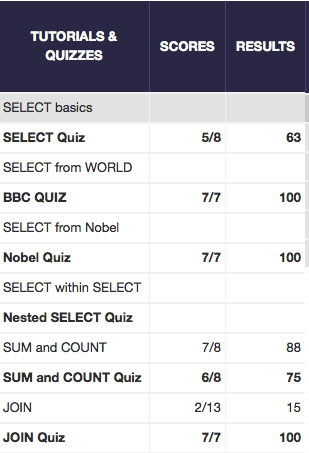 TUTORIALS &
QUIZZES SCORES RESULTS
SELECT basics
SELECT Quiz 5/8 63
SELECT from WORLD
BBC QUIZ 7/7 100
SELECT from Nobel
Nobel Quiz 7/7 100
SELECT within SELECT
Nested SELECT Quiz
SUM and COUNT 7/8 88
SUM and COUNT Quiz 6/8 75
JOIN 2/13 15
JOIN Quiz 7/7 100